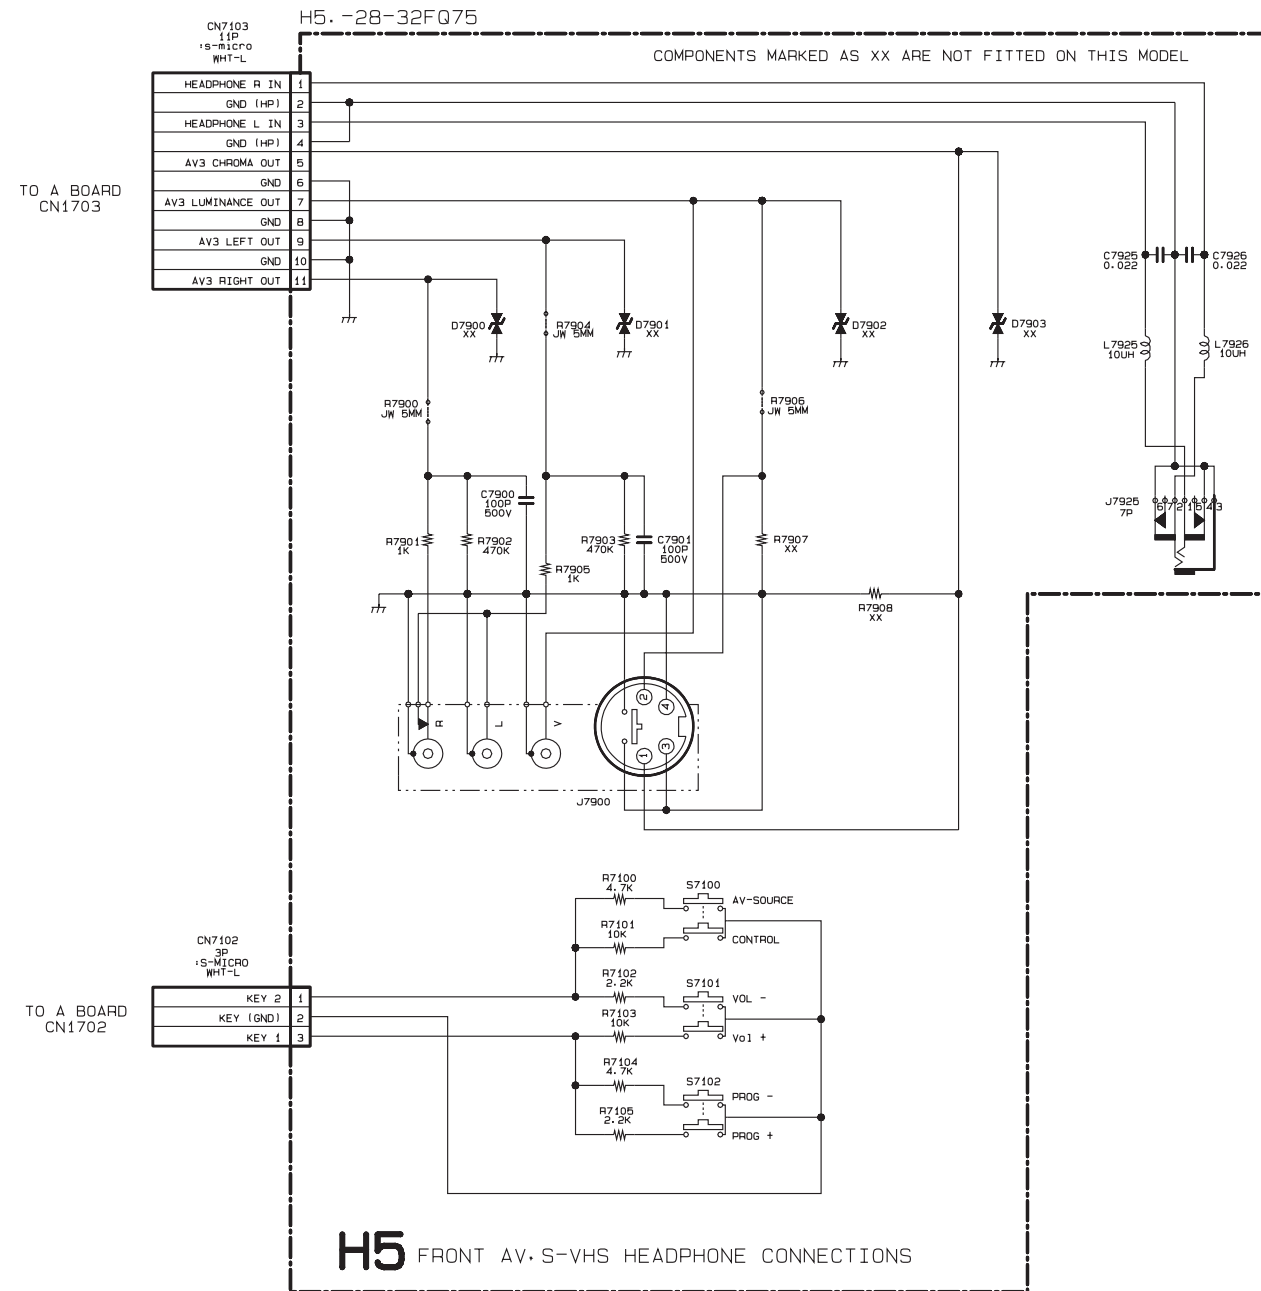 H5.-28-32FQ75
COMPONENTS MARKED AS XX ARE NOT FITTED ON THIS MODEL
CN7103
11P
:S-micro
WHT-L
HEADPHONE R IN 1
GND (HP) 2
HEADPHONE L IN 3
GND (HP) 4
AV3 CHROMA OUT 5
GND 6
AV3 LUMINANCE OUT 7
GND 8
AV3 LEFT OUT 9
GND 10
AV3 RIGHT OUT 11
TO A BOARD
CN1703
C7925
0.022
C7926
0.022
D7900
XX
R7904
JW 5MM
D7901
XX
D7902
XX
D7903
XX
L7925
10UH
L7926
10UH
R7900
JW 5MM
R7906
JW 5MM
C7900
100P
500V
J7925
7P
6 7 2 1 5 4 3
R7901
1K
R7902
470K
R7903
470K
C7901
100P
500V
R7907
XX
R7905
1K
R7908
XX
R L V
2 4
1 3
J7900
R7100
4.7K
S7100
AV-SOURCE
R7101
10K
CONTROL
CN7102
3P
:S-MICRO
WHT-L
R7102
2.2K
S7101
VOL -
R7103
10K
Vol +
KEY 2 1
KEY (GND) 2
KEY 1 3
TO A BOARD
CN1702
R7104
4.7K
S7102
PROG -
R7105
2.2K
PROG +
H5 FRONT AV.S-VHS HEADPHONE CONNECTIONS